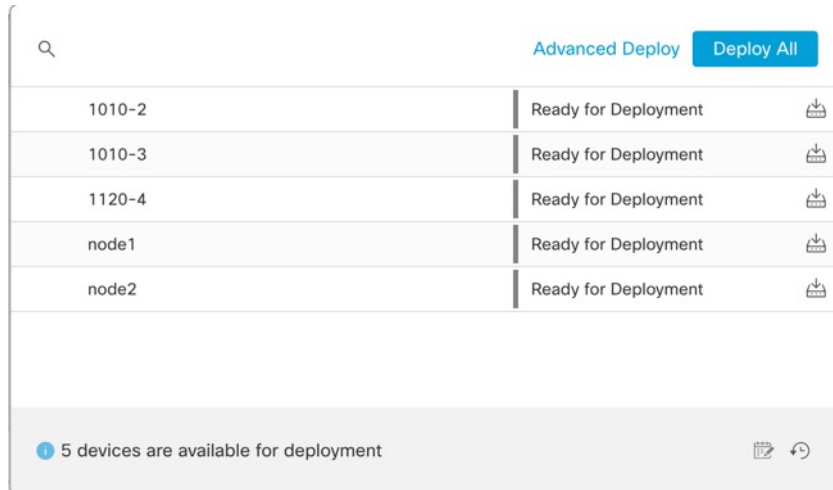 Advanced Deploy Deploy All
1010-2 Ready for Deployment
1010-3 Ready for Deployment
1120-4 Ready for Deployment
node1 Ready for Deployment
node2 Ready for Deployment
5 devices are available for deployment